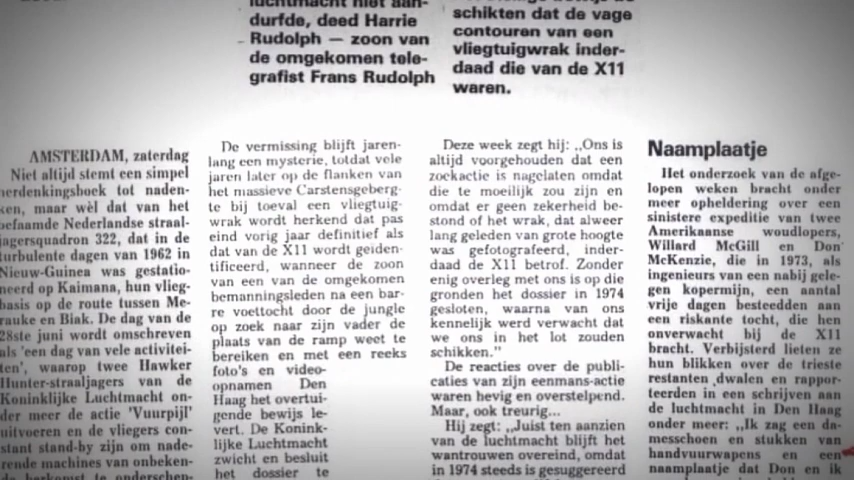 luchtmacht niet aan-
durfde, deed Harrie
Rudolph — zoon van
de omgekomen tele-
grafist Frans Rudolph
schikten dat de vage
contouren van een
vliegtuigwrak inder-
daad die van de X11
waren.
AMSTERDAM, zaterdag
Niet altijd stemt een simpel
herdenkingsboek tot naden-
ken, maar wèl dat van het
befaamde Nederlandse straal-
jagersquadron 322, dat in de
turbulente dagen van 1962 in
Nieuw-Guinea was gestatio-
neerd op Kaimana, hun vlieg-
basis op de route tussen Me-
rauke en Biak. De dag van de
28ste juni wordt omschreven
als 'een dag van vele activitei-
ten', waarop twee Hawker
Hunter-straaljagers van de
Koninklijke Luchtmacht on-
der meer de actie 'Vuurpijl'
uitvoeren en de vliegers con-
stant stand-by zijn om nade-
rende machines van onbeken-
de herkomst te onderschep-
De vermissing blijft jaren-
lang een mysterie, totdat vele
jaren later op de flanken van
het massieve Carstensgeberg-
te bij toeval een vliegtuig-
wrak wordt herkend dat pas
eind vorig jaar definitief als
dat van de X11 wordt geïden-
tificeerd, wanneer de zoon
van een van de omgekomen
bemanningsleden na een bar-
re voettocht door de jungle
op zoek naar zijn vader de
plaats van de ramp weet te
bereiken en met een reeks
foto's en video-
opnamen Den
Haag het overtui-
gende bewijs le-
vert. De Konink-
lijke Luchtmacht
zwicht en besluit
het dossier te
Deze week zegt hij: „Ons is
altijd voorgehouden dat een
zoekactie is nagelaten omdat
die te moeilijk zou zijn en
omdat er geen zekerheid be-
stond of het wrak, dat alweer
lang geleden van grote hoogte
was gefotografeerd, inder-
daad de X11 betrof. Zonder
enig overleg met ons is op die
gronden het dossier in 1974
gesloten, waarna van ons
kennelijk werd verwacht dat
we ons in het lot zouden
schikken."
De reacties over de publi-
caties van zijn eenmans-actie
waren hevig en overstelpend.
Maar, ook treurig...
Hij zegt: „Juist ten aanzien
van de luchtmacht blijft het
wantrouwen overeind, omdat
in 1974 steeds is gesuggereerd
Naamplaatje
Het onderzoek van de afge-
lopen weken bracht onder
meer opheldering over een
sinistere expeditie van twee
Amerikaanse woudlopers,
Willard McGill en Don
McKenzie, die in 1973, als
ingenieurs van een nabij gele-
gen kopermijn, een aantal
vrije dagen besteedden aan
een riskante tocht, die hen
onverwacht bij de X11
bracht. Verbijsterd lieten ze
hun blikken over de trieste
restanten dwalen en rappor-
teerden in een schrijven aan
de luchtmacht in Den Haag
onder meer: „Ik zag een da-
messchoen en stukken van
handvuurwapens en een
naamplaatje dat Don en ik